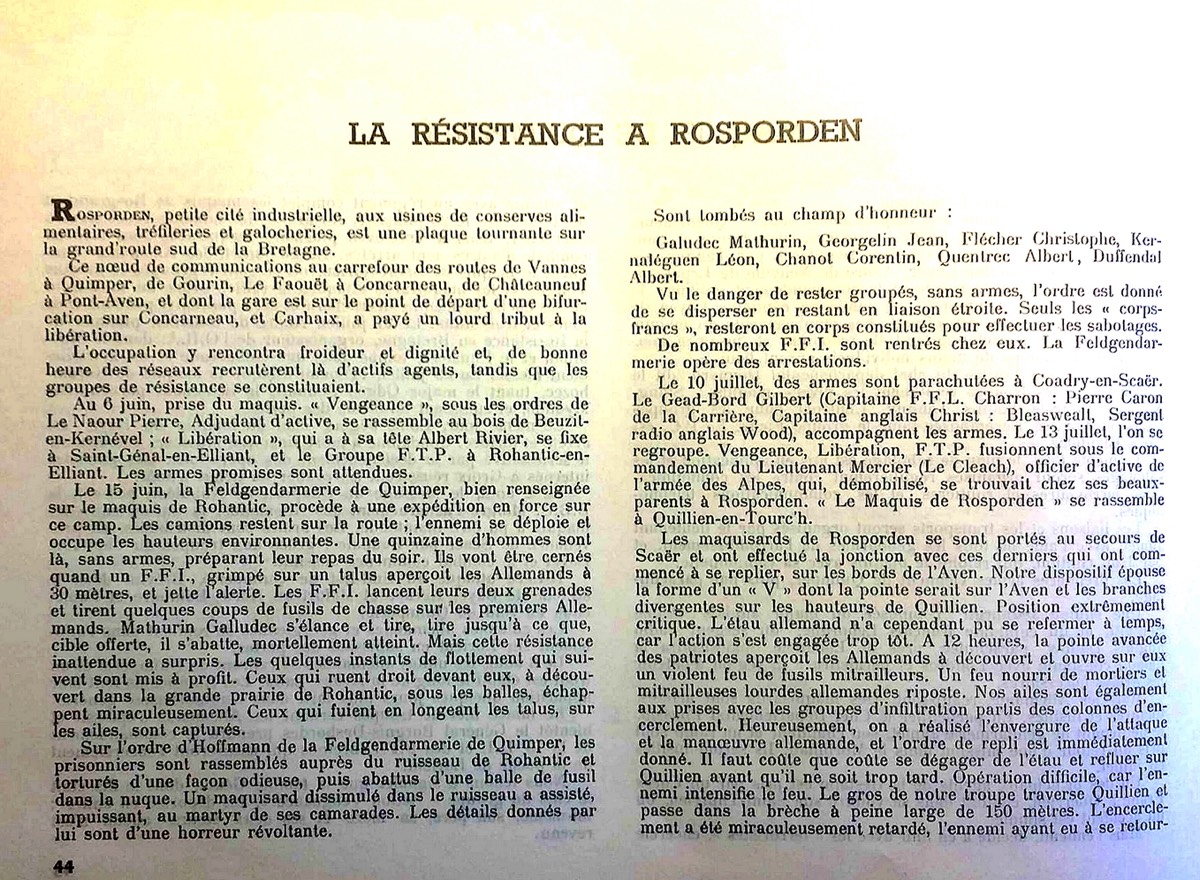 LA RÉSISTANCE A ROSPORDEN
ROSPORDEN, petite cité industrielle, aux usines de conserves ali-
mentaires, tréfileries et galocheries, est une plaque tournante sur
la grand'route sud de la Bretagne.
Ce nœud de communications au carrefour des routes de Vannes
à Quimper, de Gourin, Le Faouët à Concarneau, de Châteauneuf
à Pont-Aven, et dont la gare est sur le point de départ d'une bifur-
cation sur Concarneau, et Carhaix, a payé un lourd tribut à la
libération.
L'occupation y rencontra froideur et dignité et, de bonne
heure des réseaux recrutèrent là d'actifs agents, tandis que les
groupes de résistance se constituaient.
Au 6 juin, prise du maquis. « Vengeance », sous les ordres de
Le Naour Pierre, Adjudant d'active, se rassemble au bois de Beuzit-
en-Kernével ; « Libération », qui a à sa tête Albert Rivier, se fixe
à Saint-Génal-en-Elliant, et le Groupe F.T.P. à Rohantic-en-
Elliant. Les armes promises sont attendues.
Le 15 juin, la Feldgendarmerie de Quimper, bien renseignée
sur le maquis de Rohantic, procède à une expédition en force sur
ce camp. Les camions restent sur la route ; l'ennemi se déploie et
occupe les hauteurs environnantes. Une quinzaine d'hommes sont
là, sans armes, préparant leur repas du soir. Ils vont être cernés
quand un F.F.I., grimpé sur un talus aperçoit les Allemands à
30 mètres, et jette l'alerte. Les F.F.I. lancent leurs deux grenades
et tirent quelques coups de fusils de chasse sur les premiers Alle-
mands. Mathurin Galludec s'élance et tire, tire jusqu'à ce que,
cible offerte, il s'abatte, mortellement atteint. Mais cette résistance
inattendue a surpris. Les quelques instants de flottement qui sui-
vent sont mis à profit. Ceux qui ruent droit devant eux, à décou-
vert dans la grande prairie de Rohantic, sous les balles, échap-
pent miraculeusement. Ceux qui fuient en longeant les talus, sur
les ailes, sont capturés.
Sur l'ordre d'Hoffmann de la Feldgendarmerie de Quimper, les
prisonniers sont rassemblés auprès du ruisseau de Rohantic et
torturés d'une façon odieuse, puis abattus d'une balle de fusil
dans la nuque. Un maquisard dissimulé dans le ruisseau a assisté,
impuissant, au martyr de ses camarades. Les détails donnés par
lui sont d'une horreur révoltante.
44
Sont tombés au champ d'honneur :
Galudec Mathurin, Georgelin Jean, Flécher Christophe, Ker-
naléguen Léon, Chanot Corentin, Quentrec Albert, Duffendal
Albert.
Vu le danger de rester groupés, sans armes, l'ordre est donné
de se disperser en restant en liaison étroite. Seuls les « corps-
francs », resteront en corps constitués pour effectuer les sabotages.
De nombreux F.F.I. sont rentrés chez eux. La Feldgendar-
merie opère des arrestations.
Le 10 juillet, des armes sont parachutées à Coadry-en-Scaër.
Le Gead-Bord Gilbert (Capitaine F.F.L. Charron : Pierre Caron
de la Carrière, Capitaine anglais Christ : Bleaswealt, Sergent
radio anglais Wood), accompagnent les armes. Le 13 juillet, l'on se
regroupe. Vengeance, Libération, F.T.P. fusionnent sous le com-
mandement du Lieutenant Mercier (Le Cleach), officier d'active de
l'armée des Alpes, qui, démobilisé, se trouvait chez ses beaux-
parents à Rosporden. « Le Maquis de Rosporden » se rassemble
à Quillien-en-Tourc'h.
Les maquisards de Rosporden se sont portés au secours de
Scaër et ont effectué la jonction avec ces derniers qui ont com-
mencé à se replier, sur les bords de l'Aven. Notre dispositif épouse
la forme d'un « V » dont la pointe serait sur l'Aven et les branches
divergentes sur les hauteurs de Quillien. Position extrêmement
critique. L'étau allemand n'a cependant pu se refermer à temps,
car l'action s'est engagée trop tôt. A 12 heures, la pointe avancée
des patriotes aperçoit les Allemands à découvert et ouvre sur eux
un violent feu de fusils mitrailleurs. Un feu nourri de mortiers et
mitrailleuses lourdes allemandes riposte. Nos ailes sont également
aux prises avec les groupes d'infiltration partis des colonnes d'en-
cerclement. Heureusement, on a réalisé l'envergure de l'attaque
et la manœuvre allemande, et l'ordre de repli est immédiatement
donné. Il faut coûte que coûte se dégager de l'étau et refluer sur
Quillien avant qu'il ne soit trop tard. Opération difficile, car l'en-
nemi intensifie le feu. Le gros de notre troupe traverse Quillien et
passe dans la brèche à peine large de 150 mètres. L'encercle-
ment a été miraculeusement retardé, l'ennemi ayant eu à se retour-